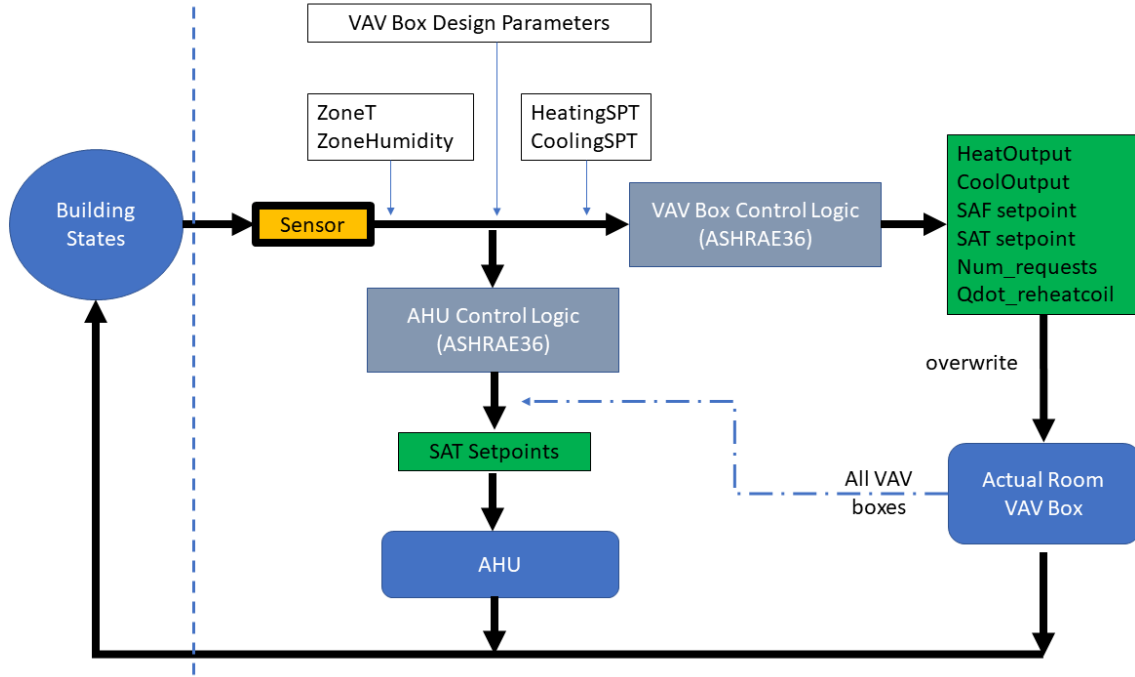 VAV Box Design Parameters
ZoneT
ZoneHumidity
HeatingSPT
CoolingSPT
Building
States
Sensor
VAV Box Control Logic
(ASHRAE36)
HeatOutput
CoolOutput
SAF setpoint
SAT setpoint
Num_requests
Qdot_reheatcoil
AHU Control Logic
(ASHRAE36)
overwrite
SAT Setpoints
All VAV
boxes
Actual Room
VAV Box
AHU